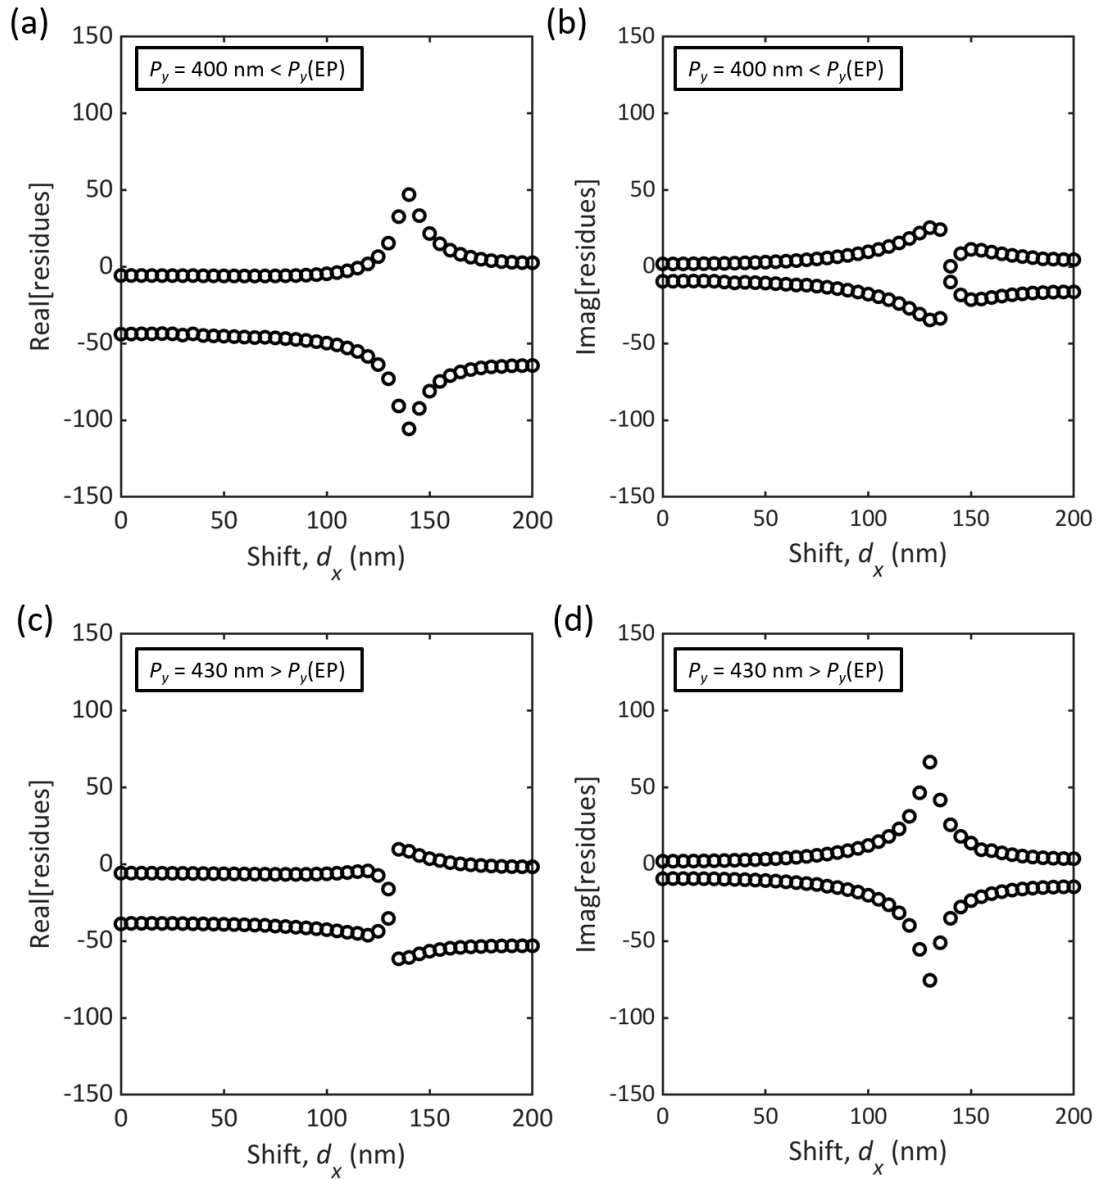 (a)
150
100
50
0
-50
-100
-150
Real[residues]
P_y = 400 nm < P_y(EP)
0 50 100 150 200
Shift, d_x (nm)
(b)
150
100
50
0
-50
-100
-150
Imag[residues]
P_y = 400 nm < P_y(EP)
0 50 100 150 200
Shift, d_x (nm)
(c)
150
100
50
0
-50
-100
-150
Real[residues]
P_y = 430 nm > P_y(EP)
0 50 100 150 200
Shift, d_x (nm)
(d)
150
100
50
0
-50
-100
-150
Imag[residues]
P_y = 430 nm > P_y(EP)
0 50 100 150 200
Shift, d_x (nm)